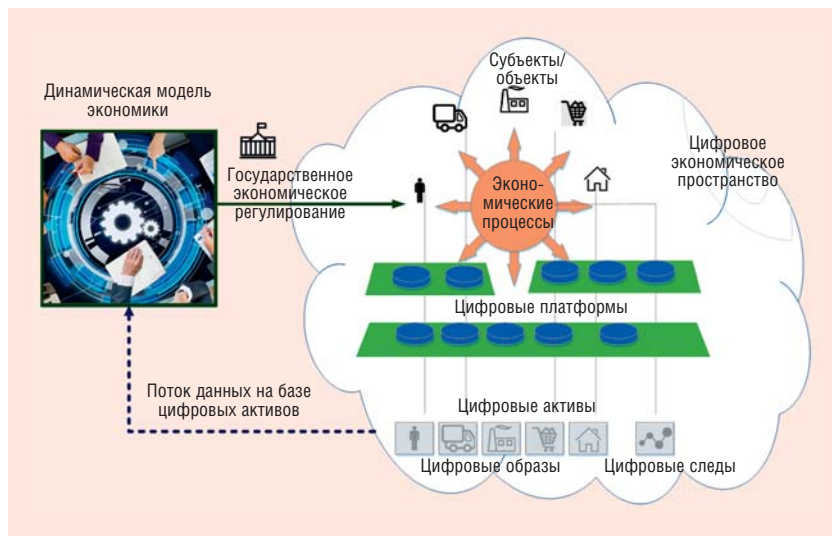 Динамическая модель
экономики
Государственное
экономическое
регулирование
Субъекты/
объекты
Цифровое
экономическое
пространство
Эконо-
мические
процессы
Цифровые платформы
Поток данных на базе
цифровых активов
Цифровые активы
Цифровые образы
Цифровые следы